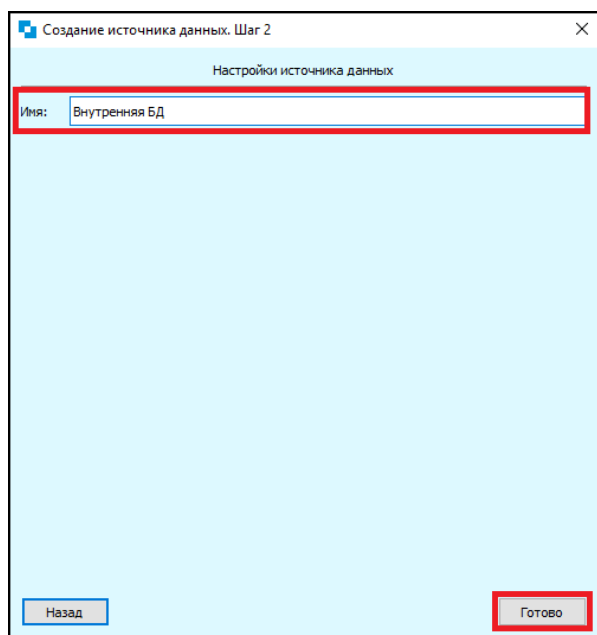 Создание источника данных. Шаг 2
Настройки источника данных
Имя: Внутренняя БД
Назад Готово